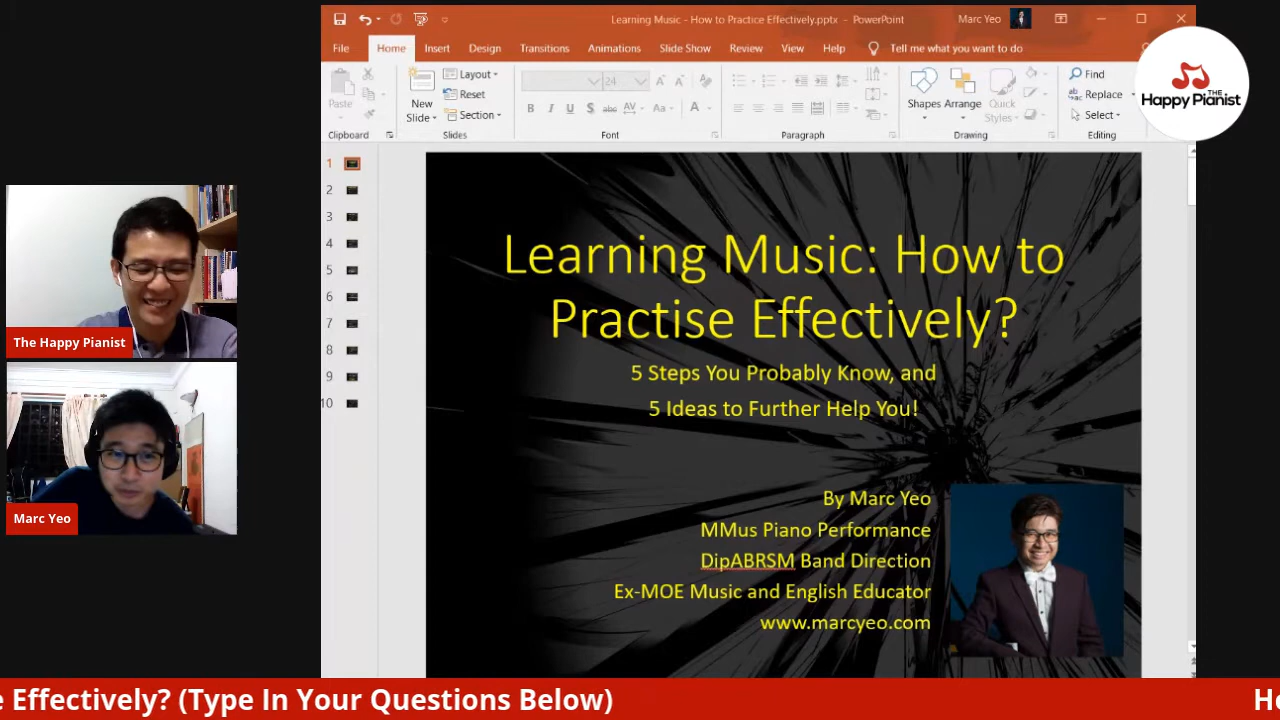 Learning Music - How to Practice Effectively.pptx - PowerPoint
Marc Yeo
File Home Insert Design Transitions Animations Slide Show Review View Help Tell me what you want to do
Paste
New
Slide
Layout
Reset
Section
24
B I U S abc AV Aa A
Shapes Arrange Quick
Styles
Find
Replace
Select
Clipboard Slides Font Paragraph Drawing Editing
THE
Happy Pianist
1
2
3
4
5
6
7
8
9
10
Learning Music: How to
Practise Effectively?
5 Steps You Probably Know, and
5 Ideas to Further Help You!
By Marc Yeo
MMus Piano Performance
DipABRSM Band Direction
Ex-MOE Music and English Educator
www.marcyeo.com
The Happy Pianist
Marc Yeo
e Effectively? (Type In Your Questions Below)
Ho